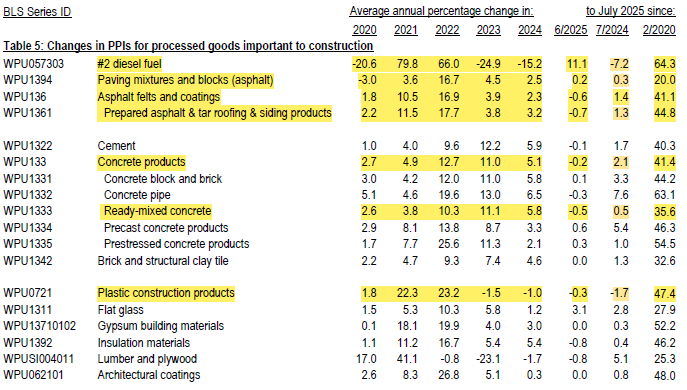 BLS Series ID Average annual percentage change in: to July 2025 since:
2020 2021 2022 2023 2024 6/2025 7/2024 2/2020
Table 5: Changes in PPIs for processed goods important to construction
WPU057303 #2 diesel fuel -20.6 79.8 66.0 -24.9 -15.2 11.1 -7.2 64.3
WPU1394 Paving mixtures and blocks (asphalt) -3.0 3.6 16.7 4.5 2.5 0.2 0.3 20.0
WPU136 Asphalt felts and coatings 1.8 10.5 16.9 3.9 2.3 -0.6 1.4 41.1
WPU1361 Prepared asphalt & tar roofing & siding products 2.2 11.5 17.7 3.8 3.2 -0.7 1.3 44.8
WPU1322 Cement 1.0 4.0 9.6 12.2 5.9 -0.1 1.7 40.3
WPU133 Concrete products 2.7 4.9 12.7 11.0 5.1 -0.2 2.1 41.4
WPU1331 Concrete block and brick 3.0 4.2 12.0 11.0 5.8 0.1 3.3 44.2
WPU1332 Concrete pipe 5.1 4.6 19.6 13.0 6.5 -0.3 7.6 63.1
WPU1333 Ready-mixed concrete 2.6 3.8 10.3 11.1 5.8 -0.5 0.5 35.6
WPU1334 Precast concrete products 2.9 8.1 13.8 8.7 3.3 0.6 5.4 46.3
WPU1335 Prestressed concrete products 1.7 7.7 25.6 11.3 2.1 0.3 1.0 54.5
WPU1342 Brick and structural clay tile 2.2 4.7 9.3 7.4 4.6 0.0 1.3 32.6
WPU0721 Plastic construction products 1.8 22.3 23.2 -1.5 -1.0 -0.3 -1.7 47.4
WPU1311 Flat glass 1.5 5.3 10.3 5.8 1.2 3.1 2.8 27.9
WPU13710102 Gypsum building materials 0.1 18.1 19.9 4.0 3.0 0.0 0.3 52.2
WPU1392 Insulation materials 1.1 11.2 16.7 5.4 5.4 -0.8 0.4 46.2
WPUSI004011 Lumber and plywood 17.0 41.1 -0.8 -23.1 -1.7 -0.8 5.1 25.3
WPU062101 Architectural coatings 2.6 8.3 26.8 5.1 0.3 0.0 0.8 48.0